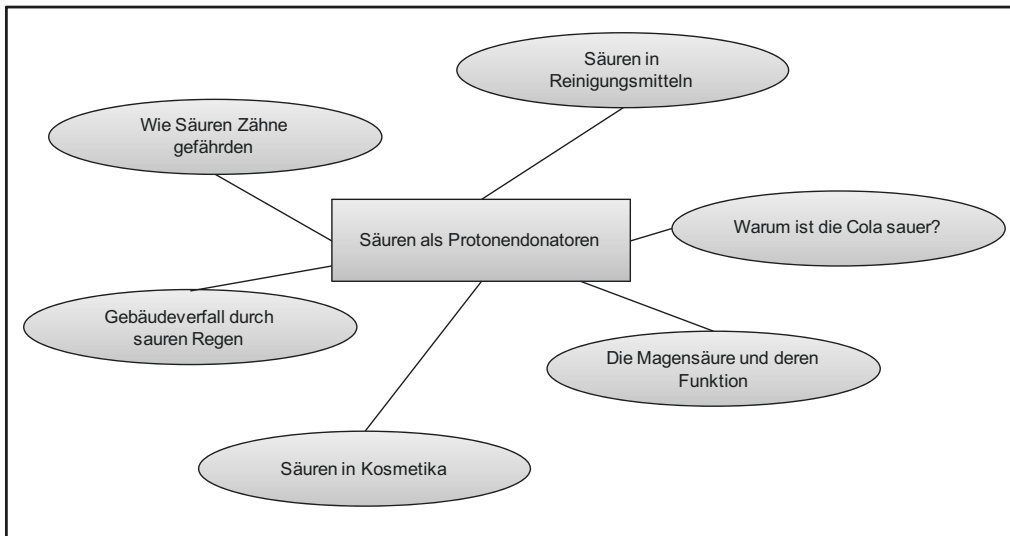 Säuren in
Reinigungsmitteln
Wie Säuren Zähne
gefährden
Säuren als Protonendonatoren
Warum ist die Cola sauer?
Gebäudeverfall durch
sauren Regen
Die Magensäure und deren
Funktion
Säuren in Kosmetika